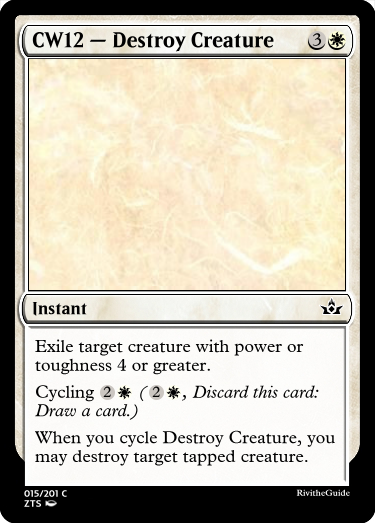 CW12 — Destroy Creature 3
Instant
Exile target creature with power or
toughness 4 or greater.
Cycling 2 ( 2 , Discard this card:
Draw a card.)
When you cycle Destroy Creature, you
may destroy target tapped creature.
015/201 C RivitheGuide
ZTS